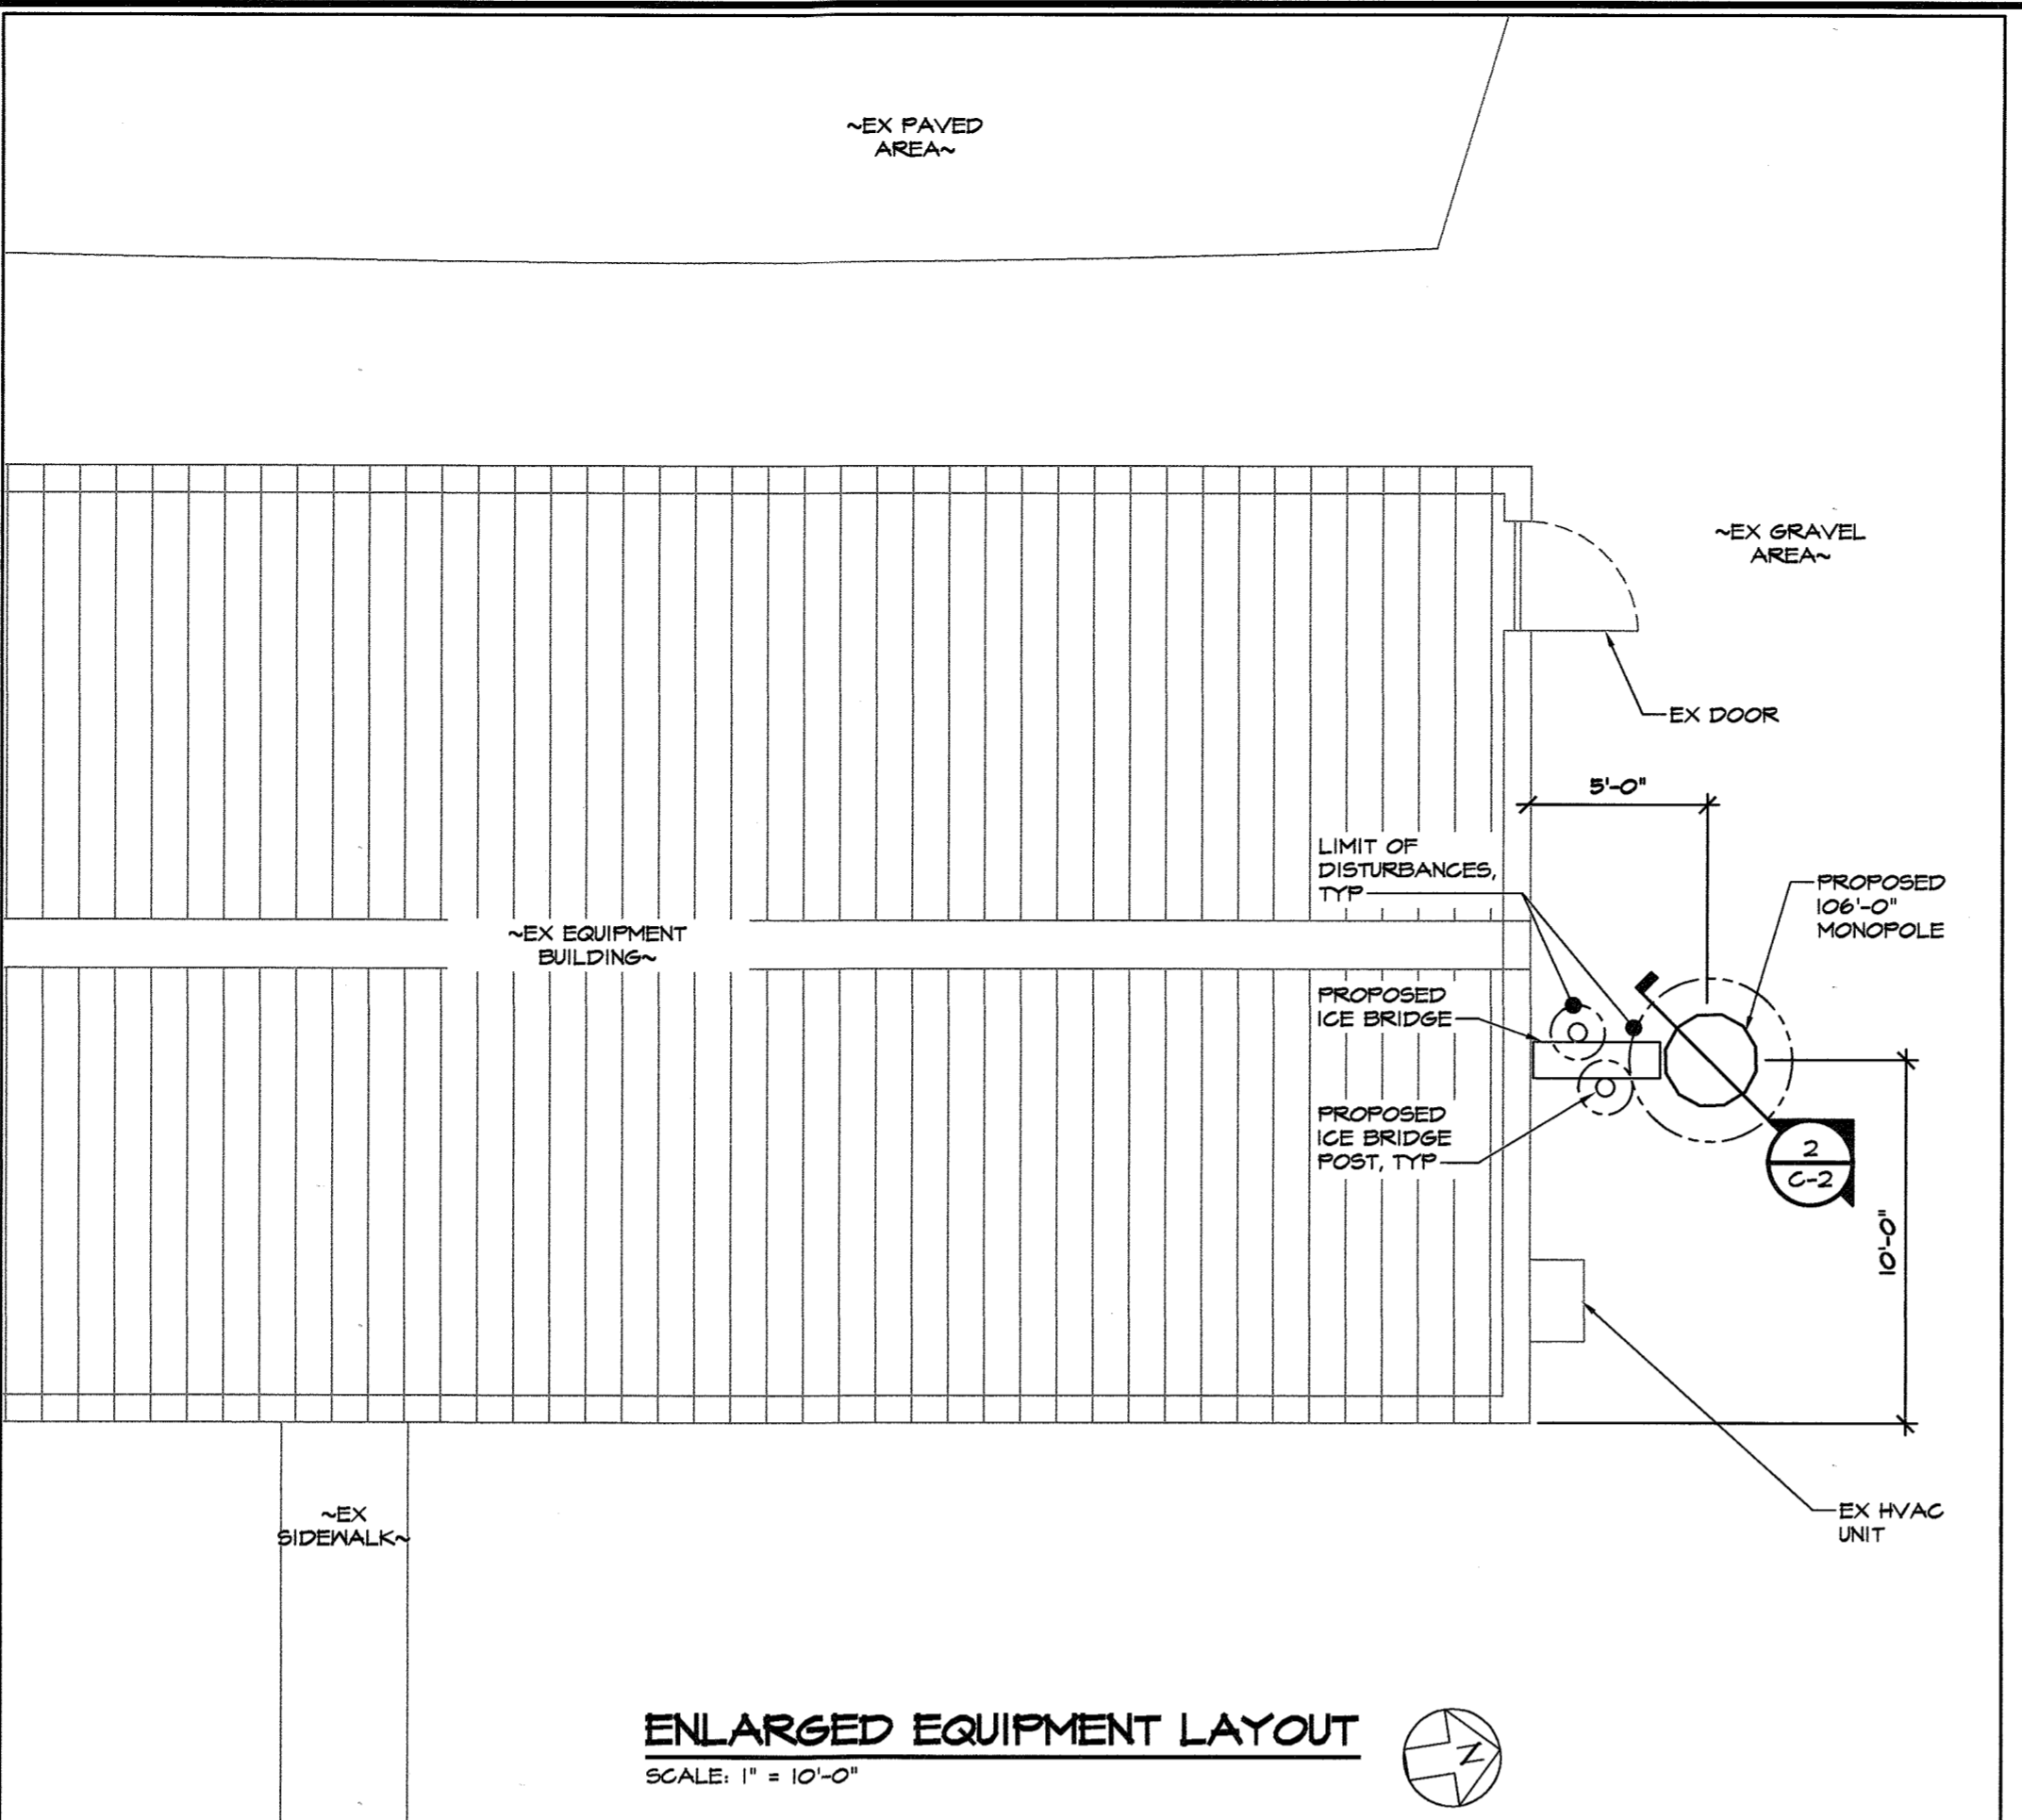 ~EX PAVED
AREA~
~EX GRAVEL
AREA~
EX DOOR
5'-0"
LIMIT OF
DISTURBANCES,
TYP
PROPOSED
106'-0"
MONOPOLE
~EX EQUIPMENT
BUILDING~
PROPOSED
ICE BRIDGE
PROPOSED
ICE BRIDGE
POST, TYP
2
C-2
10'-0"
~EX
SIDEWALK~
EX HVAC
UNIT
ENLARGED EQUIPMENT LAYOUT
SCALE: 1" = 10'-0"
N